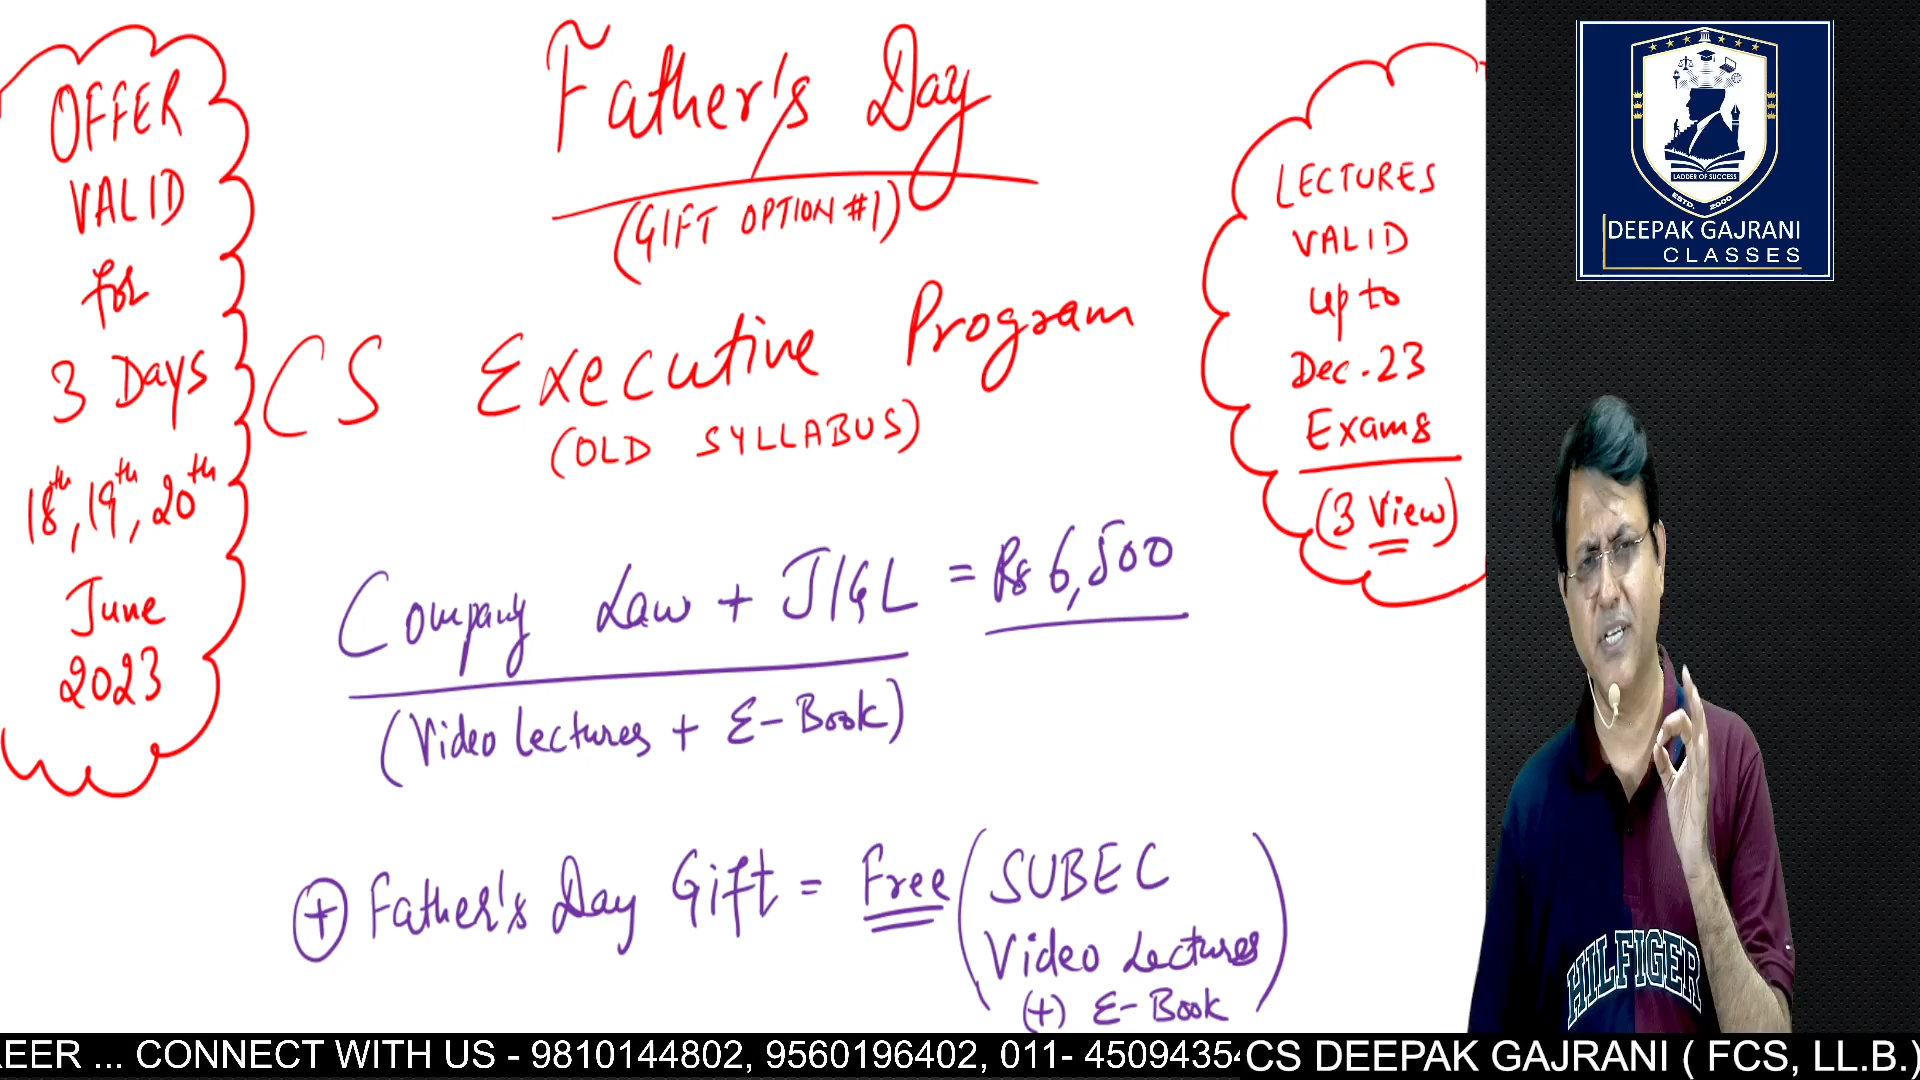 OFFER
VALID
for
3 Days
18th, 19th, 20th
June
2023
Father's Day
(GIFT OPTION #1)
CS Executive Program
(OLD SYLLABUS)
Company Law + JIGL = Rs 6,500
(Video Lectures + E-Book)
+ Father's Day Gift = Free (SUBEC
Video Lectures
(+) E-Book)
LECTURES
VALID
up to
Dec. 23
Exams
(3 View)
LADDER OF SUCCESS
ESTD. 2000
DEEPAK GAJRANI
CLASSES
HILFIGER
REER ... CONNECT WITH US - 9810144802, 9560196402, 011- 4509435
CS DEEPAK GAJRANI ( FCS, LL.B.)